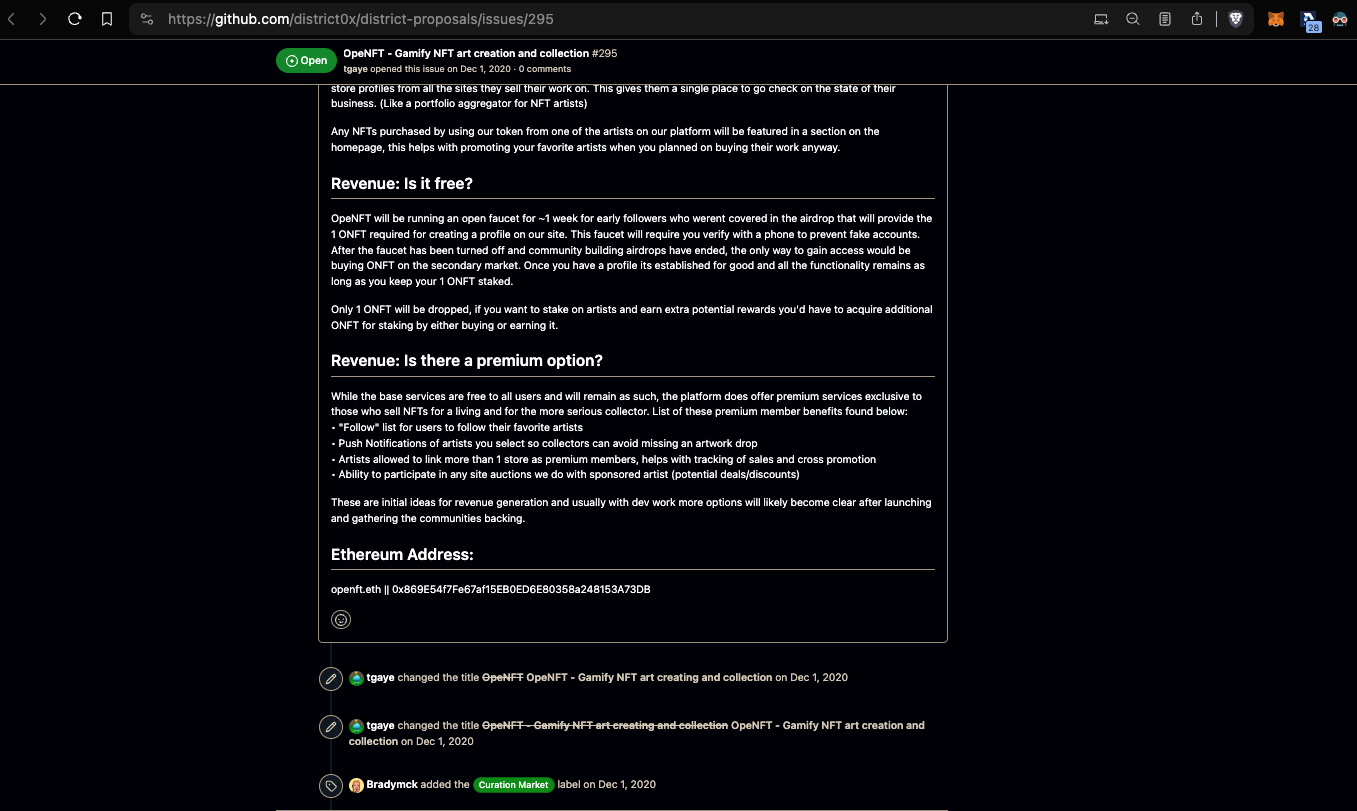 https://github.com/district0x/district-proposals/issues/295
28
Open
OpeNFT - Gamify NFT art creation and collection #295
tgaye opened this issue on Dec 1, 2020 · 0 comments
store profiles from all the sites they sell their work on. This gives them a single place to go check on the state of their
business. (Like a portfolio aggregator for NFT artists)
Any NFTs purchased by using our token from one of the artists on our platform will be featured in a section on the
homepage, this helps with promoting your favorite artists when you planned on buying their work anyway.
Revenue: Is it free?
OpeNFT will be running an open faucet for ~1 week for early followers who werent covered in the airdrop that will provide the
1 ONFT required for creating a profile on our site. This faucet will require you verify with a phone to prevent fake accounts.
After the faucet has been turned off and community building airdrops have ended, the only way to gain access would be
buying ONFT on the secondary market. Once you have a profile its established for good and all the functionality remains as
long as you keep your 1 ONFT staked.
Only 1 ONFT will be dropped, if you want to stake on artists and earn extra potential rewards you'd have to acquire additional
ONFT for staking by either buying or earning it.
Revenue: Is there a premium option?
While the base services are free to all users and will remain as such, the platform does offer premium services exclusive to
those who sell NFTs for a living and for the more serious collector. List of these premium member benefits found below:
• "Follow" list for users to follow their favorite artists
• Push Notifications of artists you select so collectors can avoid missing an artwork drop
• Artists allowed to link more than 1 store as premium members, helps with tracking of sales and cross promotion
• Ability to participate in any site auctions we do with sponsored artist (potential deals/discounts)
These are initial ideas for revenue generation and usually with dev work more options will likely become clear after launching
and gathering the communities backing.
Ethereum Address:
openft.eth || 0x869E54f7Fe67af15EB0ED6E80358a248153A73DB
tgaye changed the title OpeNFT OpeNFT - Gamify NFT art creating and collection on Dec 1, 2020
tgaye changed the title OpeNFT - Gamify NFT art creating and collection OpeNFT - Gamify NFT art creation and
collection on Dec 1, 2020
Bradymck added the Curation Market label on Dec 1, 2020